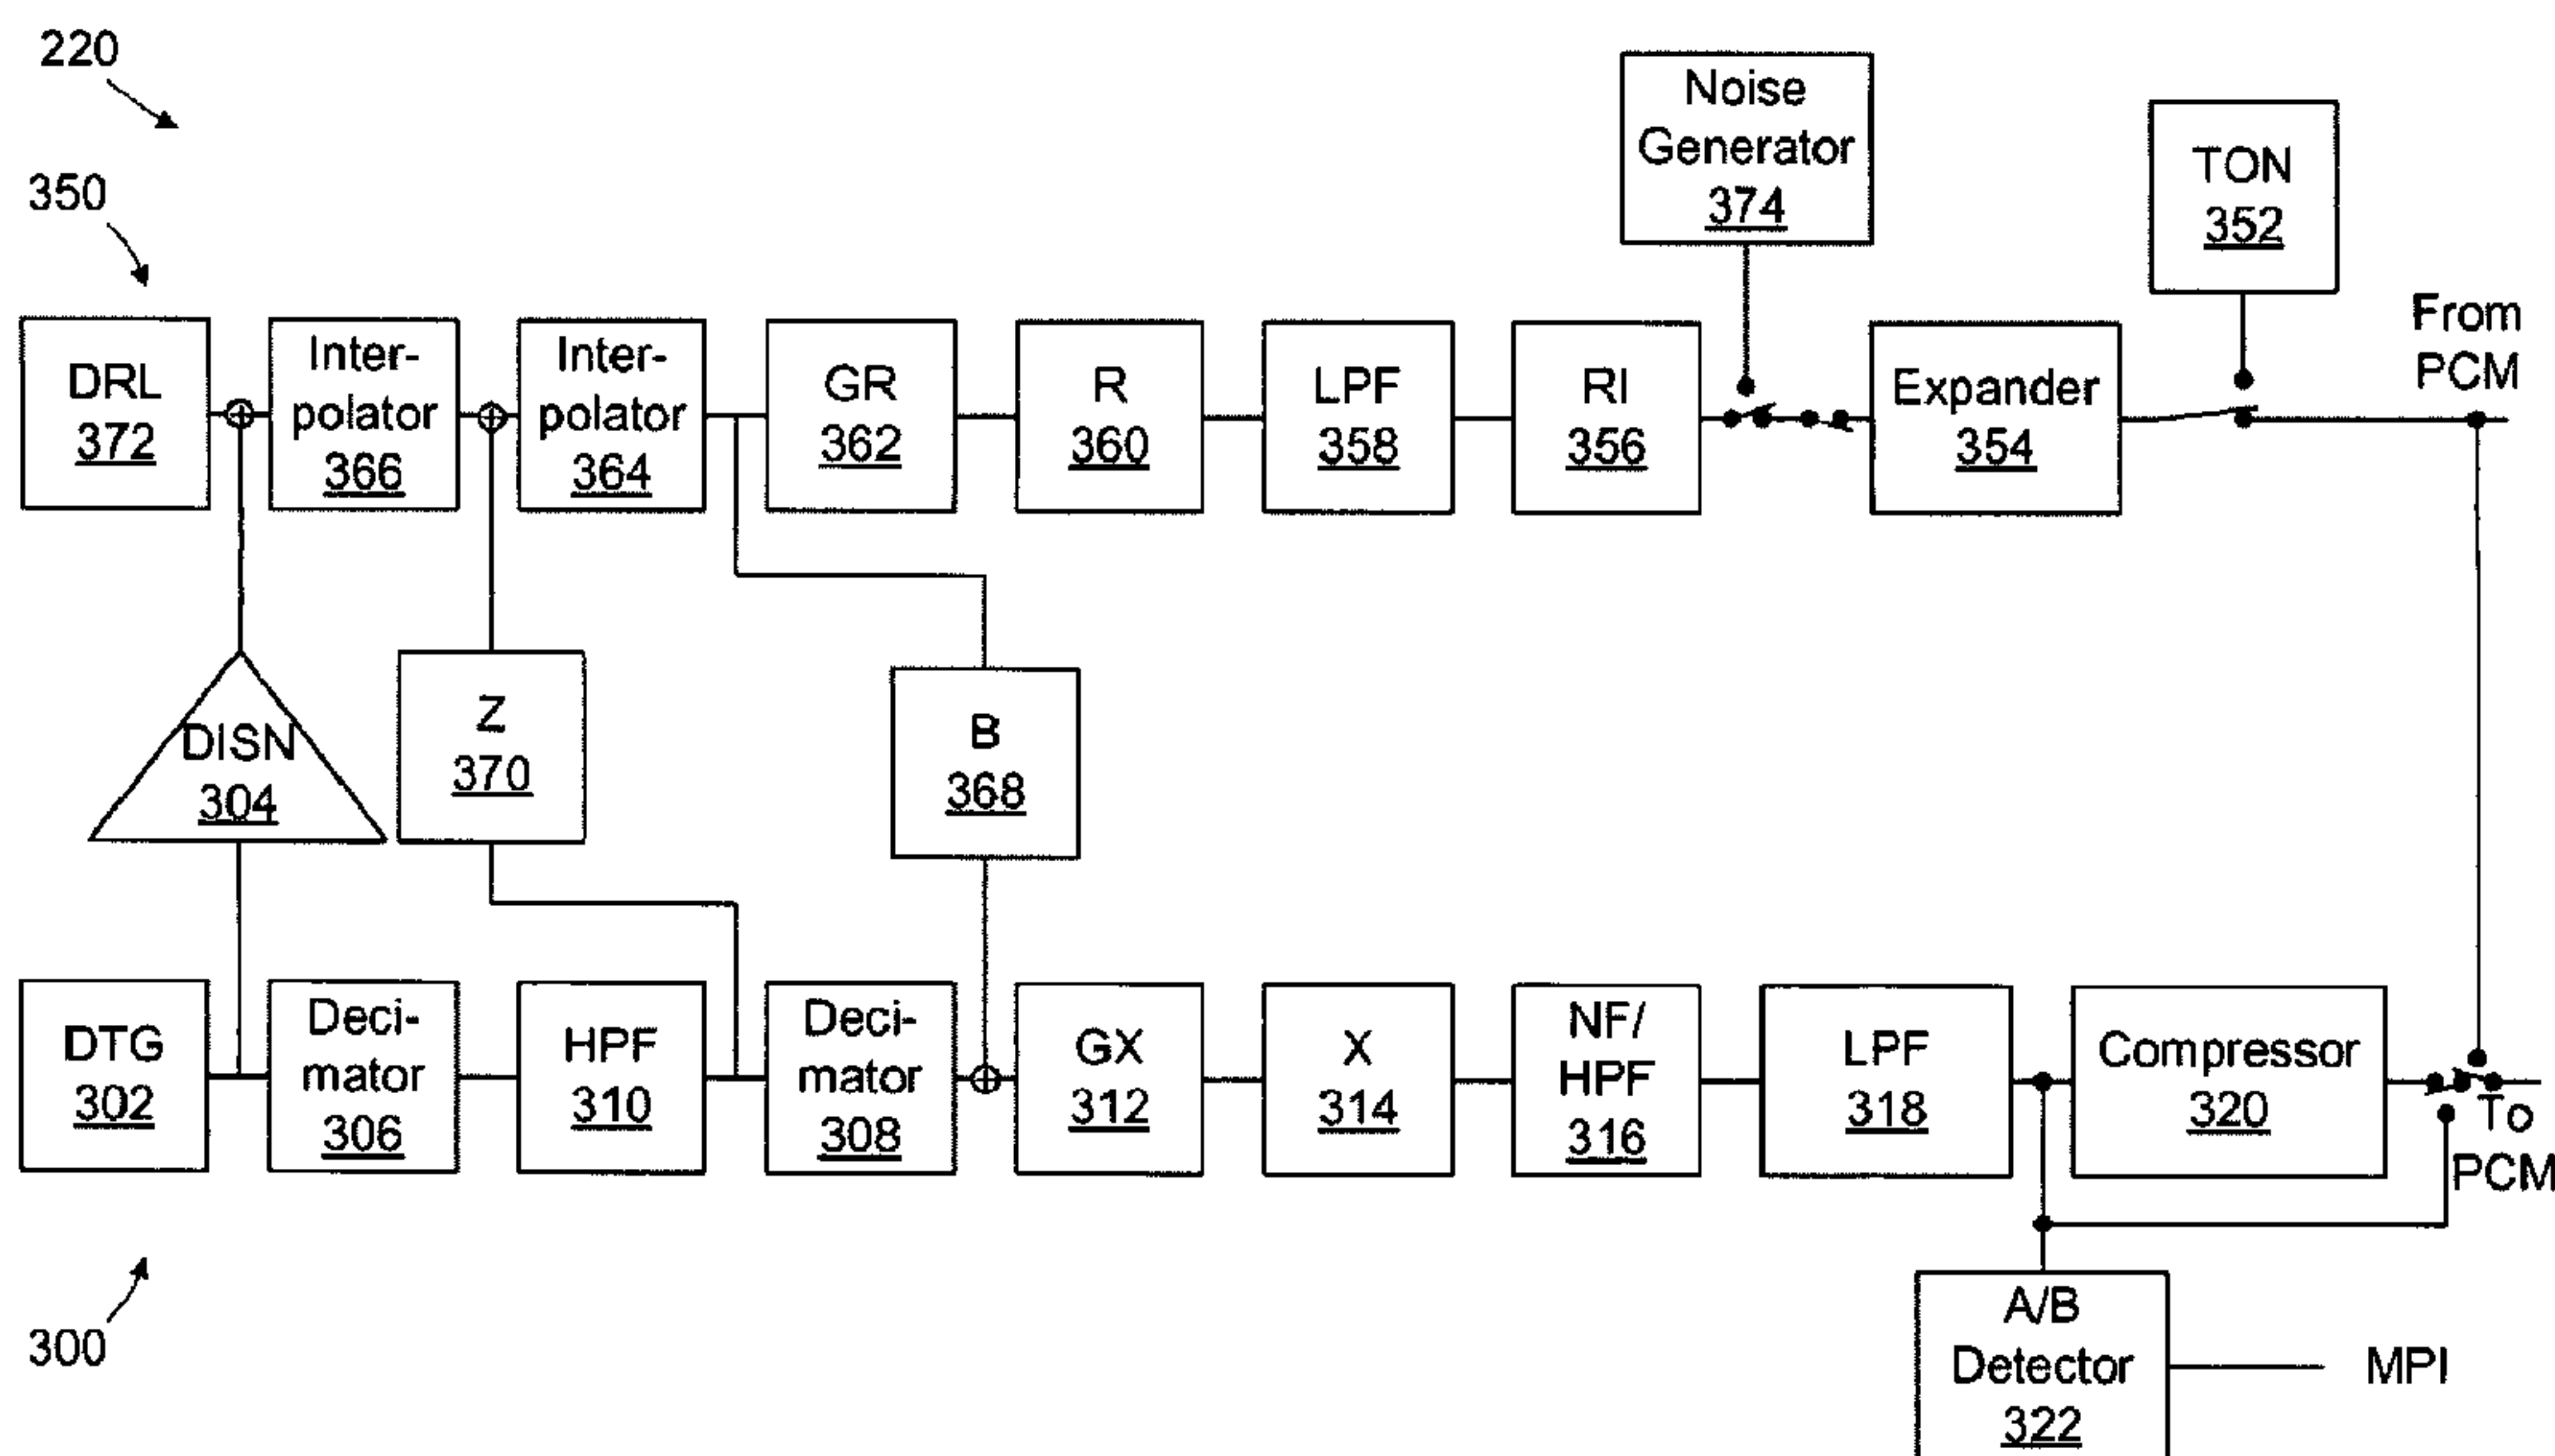 220
350
Noise
Generator
374
TON
352
From
PCM
DRL
372
Inter-
polator
366
Inter-
polator
364
GR
362
R
360
LPF
358
RI
356
Expander
354
DISN
304
Z
370
B
368
DTG
302
Deci-
mator
306
HPF
310
Deci-
mator
308
GX
312
X
314
NF/
HPF
316
LPF
318
Compressor
320
To
PCM
300
A/B
Detector
322
MPI